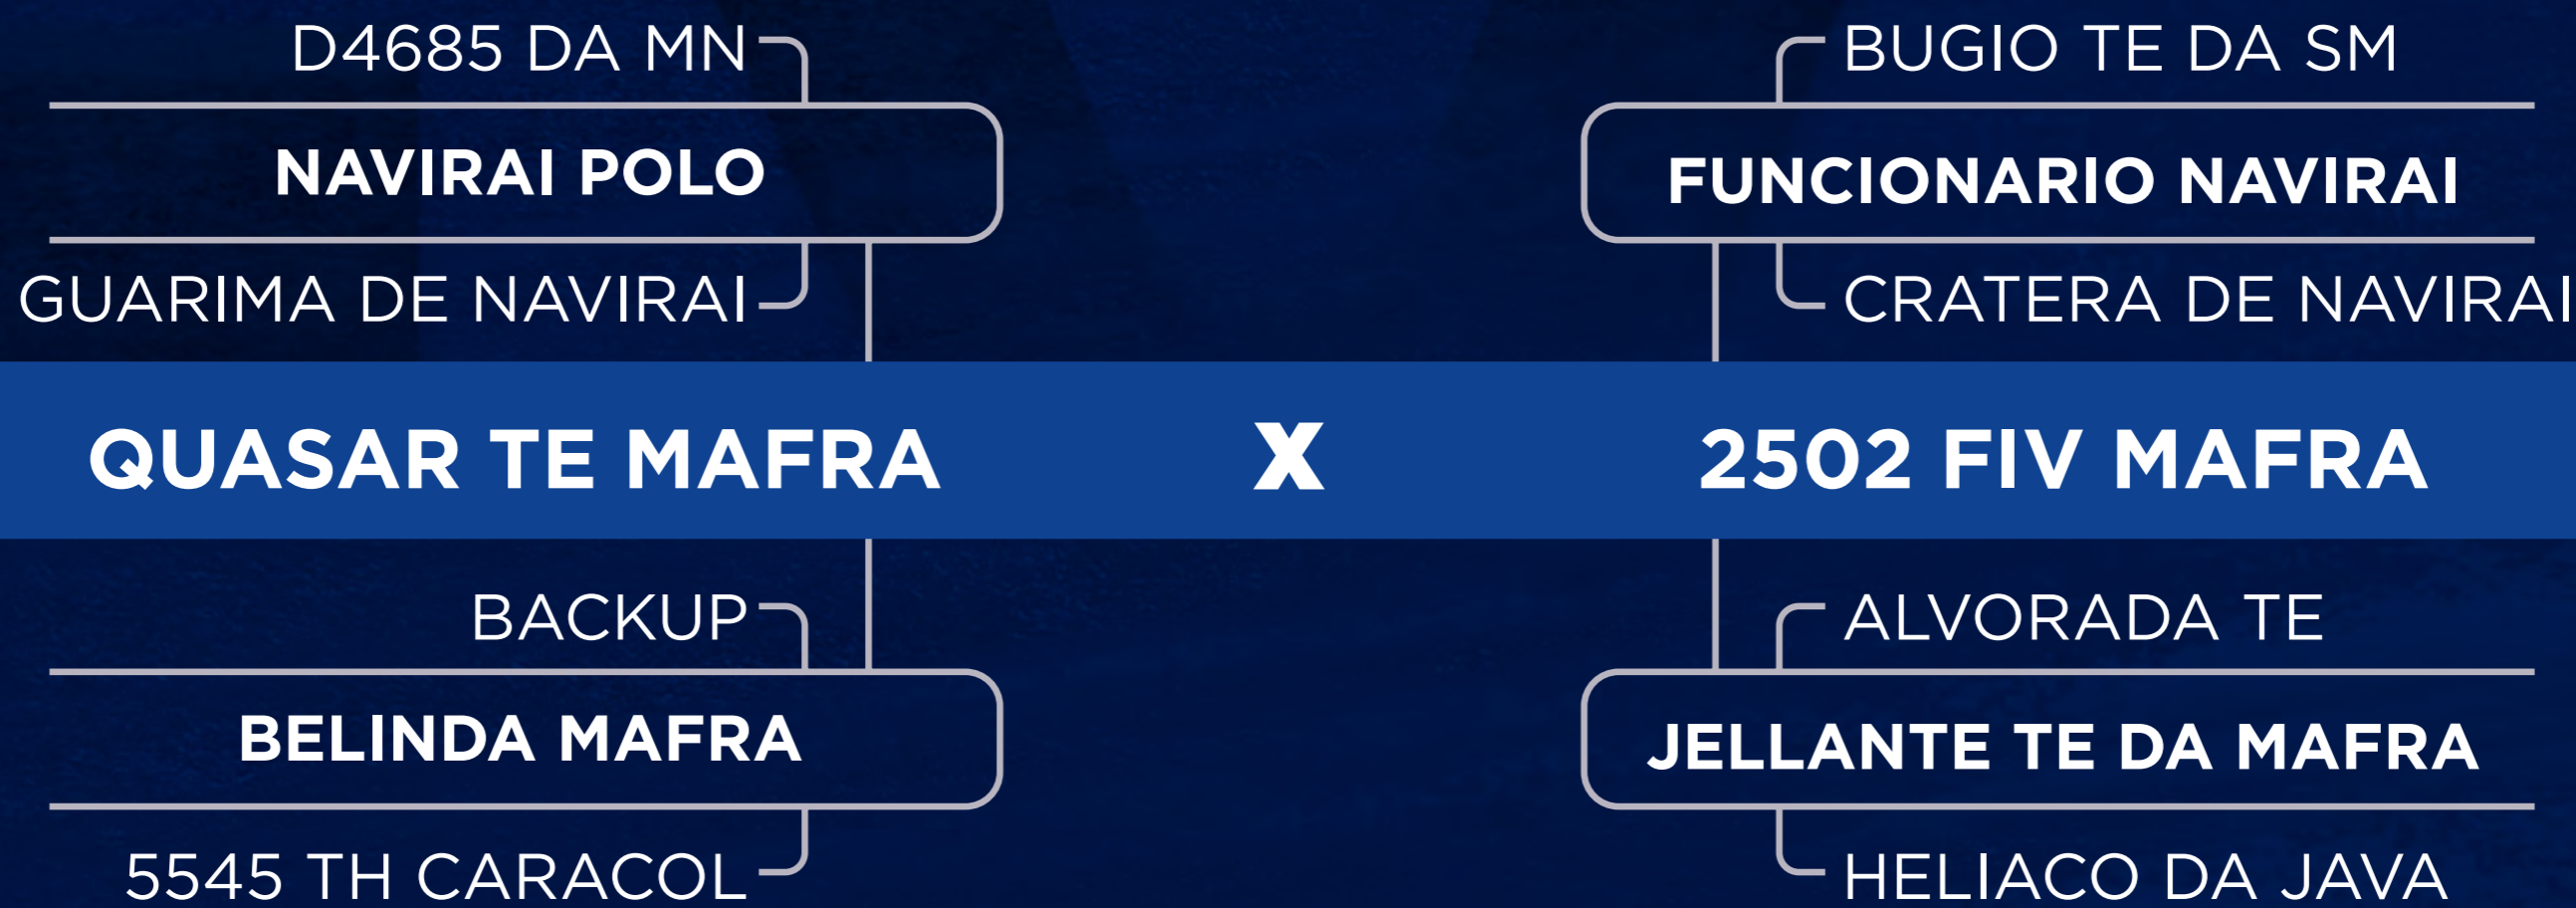 D4685 DA MN
BUGIO TE DA SM
NAVIRAI POLO
FUNCIONARIO NAVIRAI
GUARIMA DE NAVIRAI
CRATERA DE NAVIRAI
QUASAR TE MAFRA X 2502 FIV MAFRA
BACKUP
ALVORADA TE
BELINDA MAFRA
JELLANTE TE DA MAFRA
5545 TH CARACOL
HELIACO DA JAVA